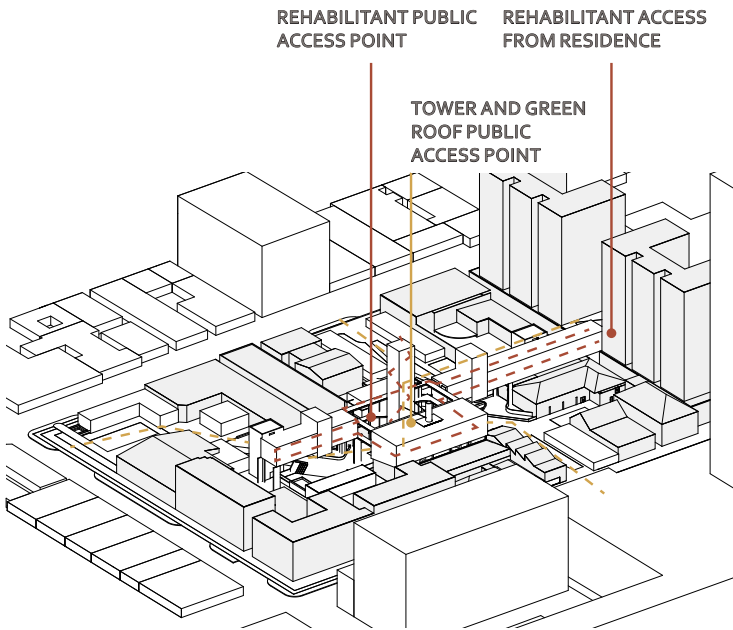 REHABILITANT PUBLIC
ACCESS POINT
REHABILITANT ACCESS
FROM RESIDENCE
TOWER AND GREEN
ROOF PUBLIC
ACCESS POINT